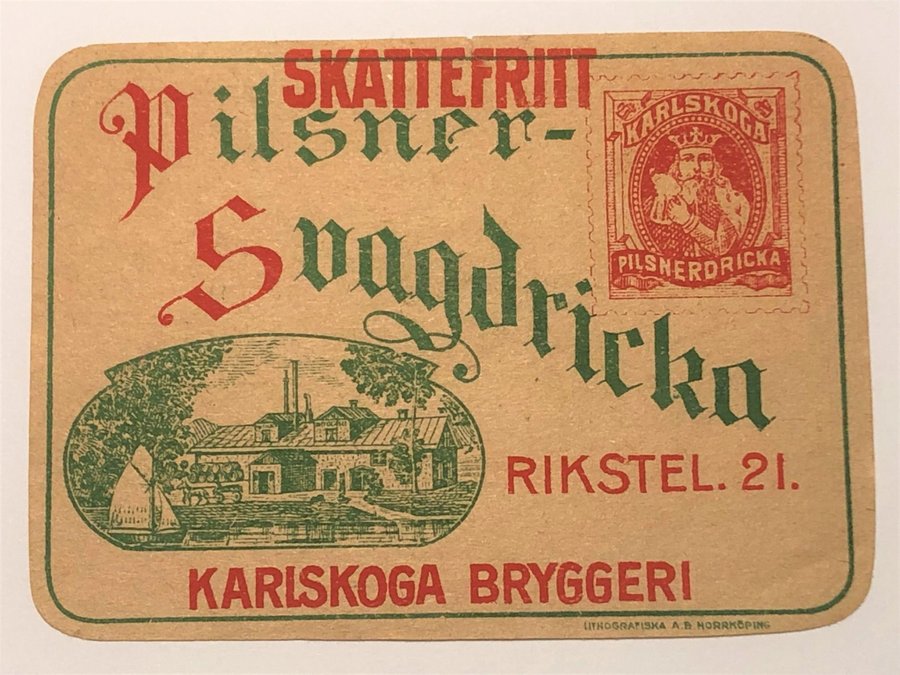 SKATTEFRITT
Pilsner-
Svagdricka
KARLSKOGA
PILSNERDRICKA
RIKSTEL. 21.
KARLSKOGA BRYGGERI
LITHOGRAFISKA A.B. NORRKÖPING